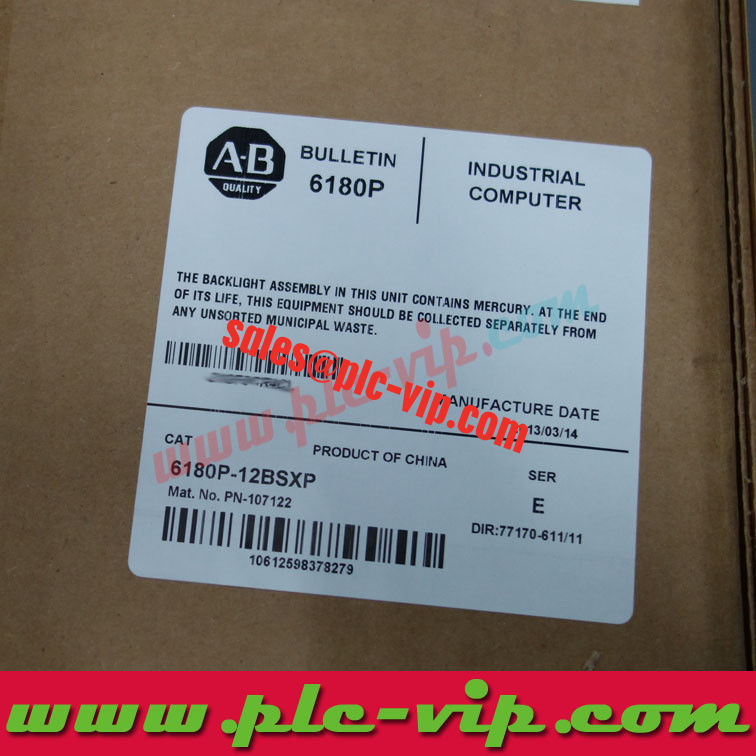 A-B
QUALITY
BULLETIN
6180P
INDUSTRIAL
COMPUTER
THE BACKLIGHT ASSEMBLY IN THIS UNIT CONTAINS MERCURY. AT THE END
OF ITS LIFE, THIS EQUIPMENT SHOULD BE COLLECTED SEPARATELY FROM
ANY UNSORTED MUNICIPAL WASTE.
sales@plc-vip.com
www.plc-vip.com
MANUFACTURE DATE
13/03/14
CAT
PRODUCT OF CHINA
SER
6180P-12BSXP
E
Mat. No. PN-107122
DIR:77170-611/11
10612598378279
www.plc-vip.com